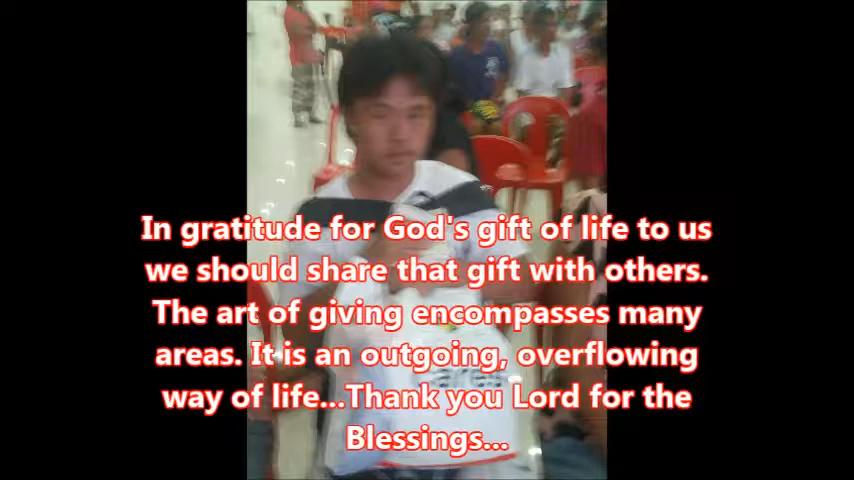 In gratitude for God's gift of life to us
we should share that gift with others.
The art of giving encompasses many
areas. It is an outgoing, overflowing
way of life...Thank you Lord for the
Blessings...